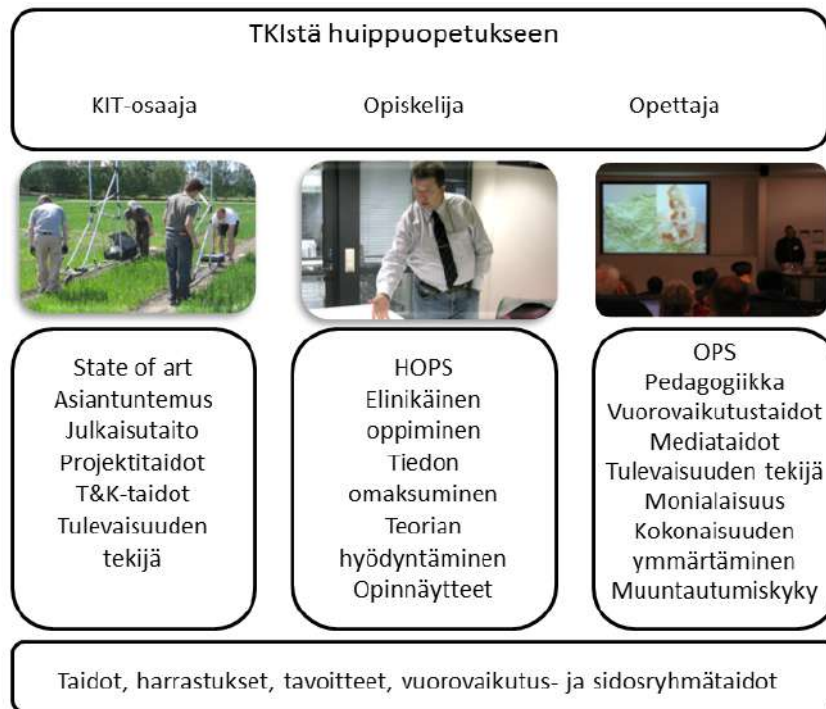 TKIstä huippuopetukseen
KIT-osaaja
Opiskelija
Opettaja
State of art
Asiantuntemus
Julkaisutaito
Projektitaidot
T&K-taidot
Tulevaisuuden
tekijä
HOPS
Elinikäinen
oppiminen
Tiedon
omaksuminen
Teorian
hyödyntäminen
Opinnäytteet
OPS
Pedagogiikka
Vuorovaikutustaidot
Mediataidot
Tulevaisuuden tekijä
Monialaisuus
Kokonaisuuden
ymmärtäminen
Muuntautumiskyky
Taidot, harrastukset, tavoitteet, vuorovaikutus- ja sidosryhmätaidot